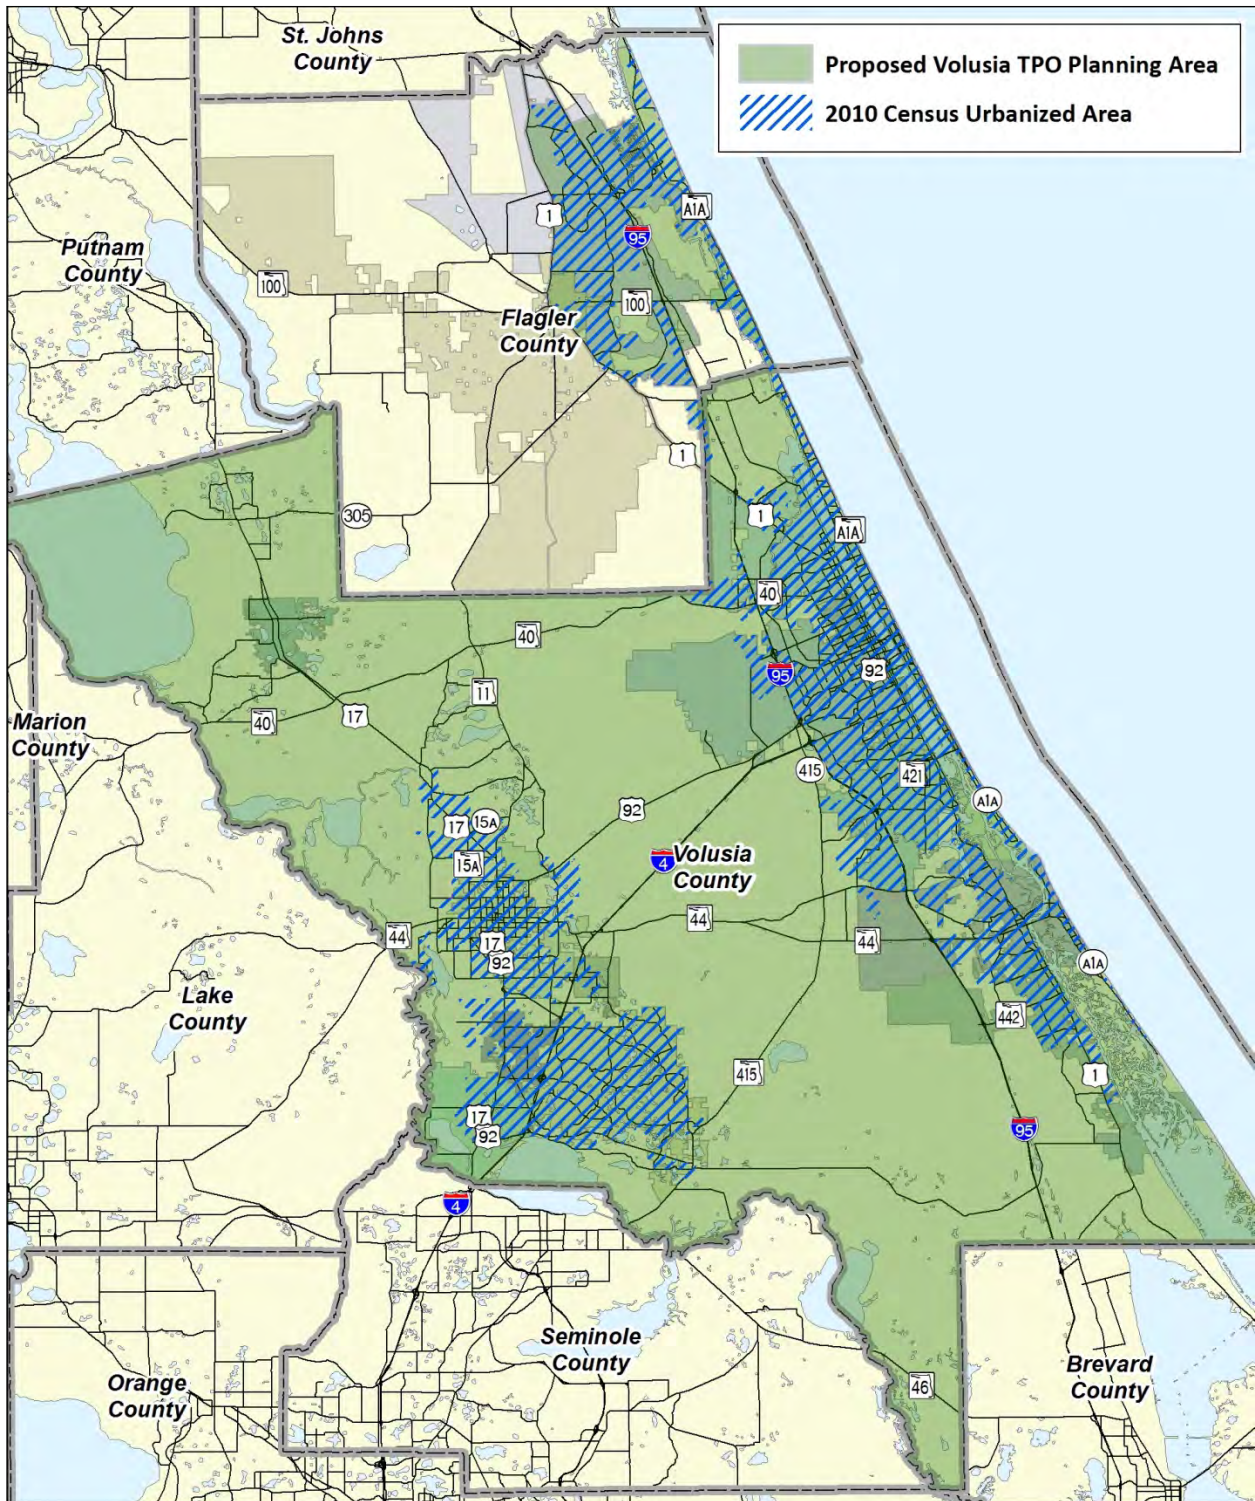 St. Johns
County
Proposed Volusia TPO Planning Area
2010 Census Urbanized Area
1
A1A
95
Putnam
County
100
100
Flagler
County
1
305
1
A1A
40
40
92
95
11
Marion
County
40
17
415
421
A1A
92
17
15A
15A
4
Volusia
County
44
44
44
17
92
A1A
Lake
County
442
415
1
17
92
95
4
Seminole
County
Orange
County
46
Brevard
County